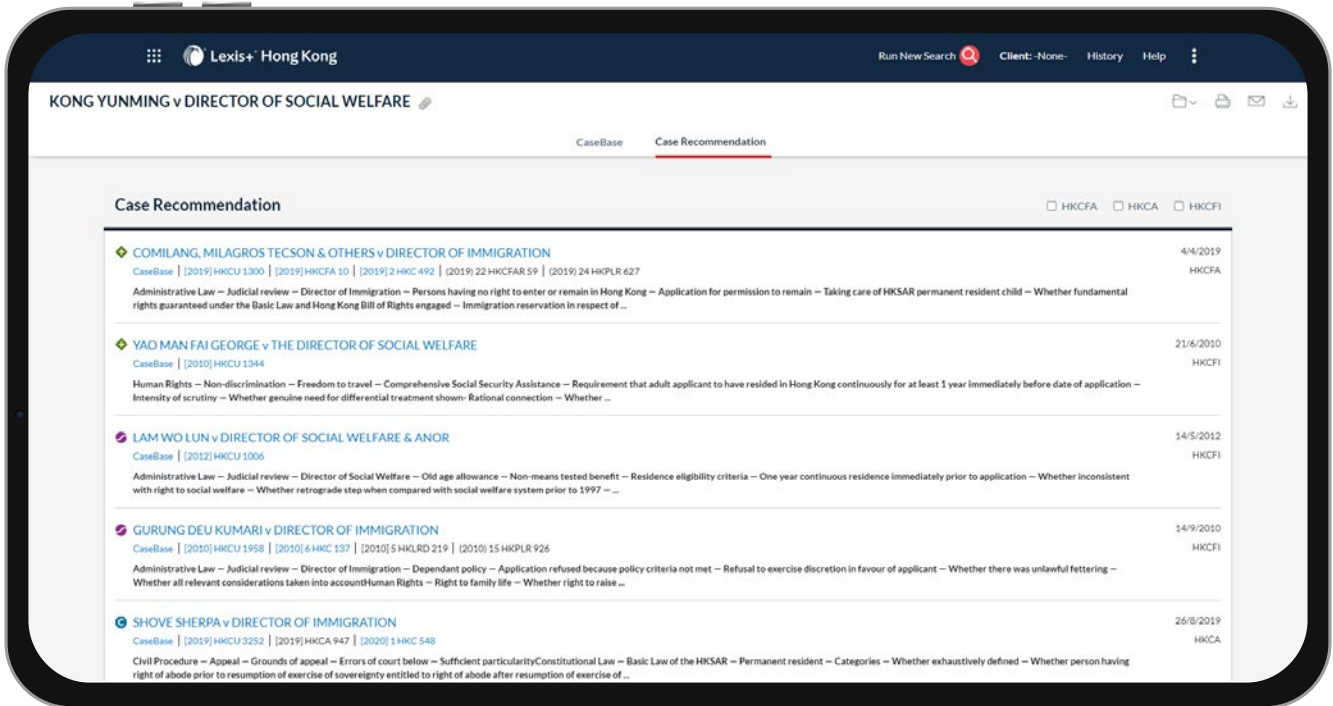 Lexis+ Hong Kong Run New Search Client: -None- History Help
KONG YUNMING v DIRECTOR OF SOCIAL WELFARE
CaseBase Case Recommendation
Case Recommendation HKCFA HKCA HKCFI
COMILANG, MILAGROS TECSON & OTHERS v DIRECTOR OF IMMIGRATION 4/4/2019
CaseBase | [2019] HKCU 1300 | [2019] HKCFA 10 | [2019] 2 HKC 492 | (2019) 22 HKCFAR 59 | (2019) 24 HKPLR 627 HKCFA
Administrative Law — Judicial review — Director of Immigration — Persons having no right to enter or remain in Hong Kong — Application for permission to remain — Taking care of HKSAR permanent resident child — Whether fundamental
rights guaranteed under the Basic Law and Hong Kong Bill of Rights engaged — Immigration reservation in respect of ...
YAO MAN FAI GEORGE v THE DIRECTOR OF SOCIAL WELFARE 21/6/2010
CaseBase | [2010] HKCU 1344 HKCFI
Human Rights — Non-discrimination — Freedom to travel — Comprehensive Social Security Assistance — Requirement that adult applicant to have resided in Hong Kong continuously for at least 1 year immediately before date of application —
Intensity of scrutiny — Whether genuine need for differential treatment shown- Rational connection — Whether ...
LAM WO LUN v DIRECTOR OF SOCIAL WELFARE & ANOR 14/5/2012
CaseBase | [2012] HKCU 1006 HKCFI
Administrative Law — Judicial review — Director of Social Welfare — Old age allowance — Non-means tested benefit — Residence eligibility criteria — One year continuous residence immediately prior to application — Whether inconsistent
with right to social welfare — Whether retrograde step when compared with social welfare system prior to 1997 — ...
GURUNG DEU KUMARI v DIRECTOR OF IMMIGRATION 14/9/2010
CaseBase | [2010] HKCU 1958 | [2010] 6 HKC 137 | [2010] 5 HKLRD 219 | (2010) 15 HKPLR 926 HKCFI
Administrative Law — Judicial review — Director of Immigration — Dependant policy — Application refused because policy criteria not met — Refusal to exercise discretion in favour of applicant — Whether there was unlawful fettering —
Whether all relevant considerations taken into accountHuman Rights — Right to family life — Whether right to raise ...
SHOVE SHERPA v DIRECTOR OF IMMIGRATION 26/8/2019
CaseBase | [2019] HKCU 3252 | [2019] HKCA 947 | [2020] 1 HKC 548 HKCA
Civil Procedure — Appeal — Grounds of appeal — Errors of court below — Sufficient particularityConstitutional Law — Basic Law of the HKSAR — Permanent resident — Categories — Whether exhaustively defined — Whether person having
right of abode prior to resumption of exercise of sovereignty entitled to right of abode after resumption of exercise of ...